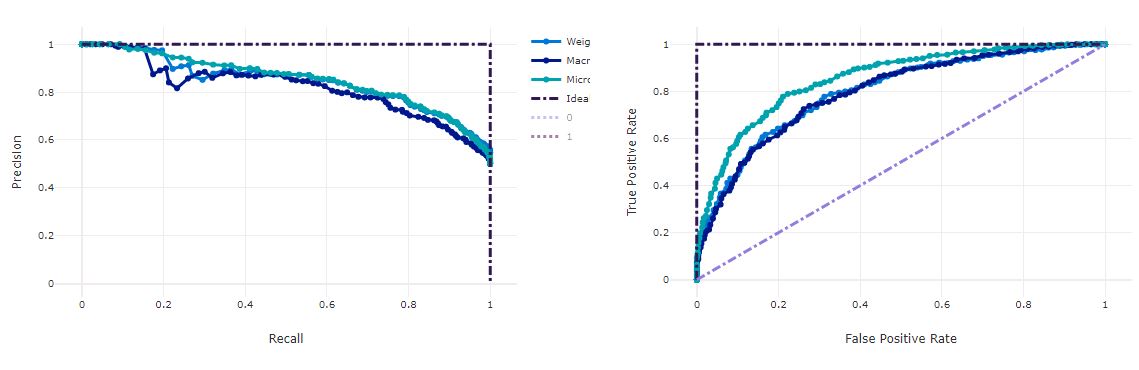 1
0.8
0.6
0.4
0.2
0
Precision
0 0.2 0.4 0.6 0.8 1
Recall
Weig
Macr
Micrc
Idea
0
1
1
0.8
0.6
0.4
0.2
0
True Positive Rate
0 0.2 0.4 0.6 0.8 1
False Positive Rate